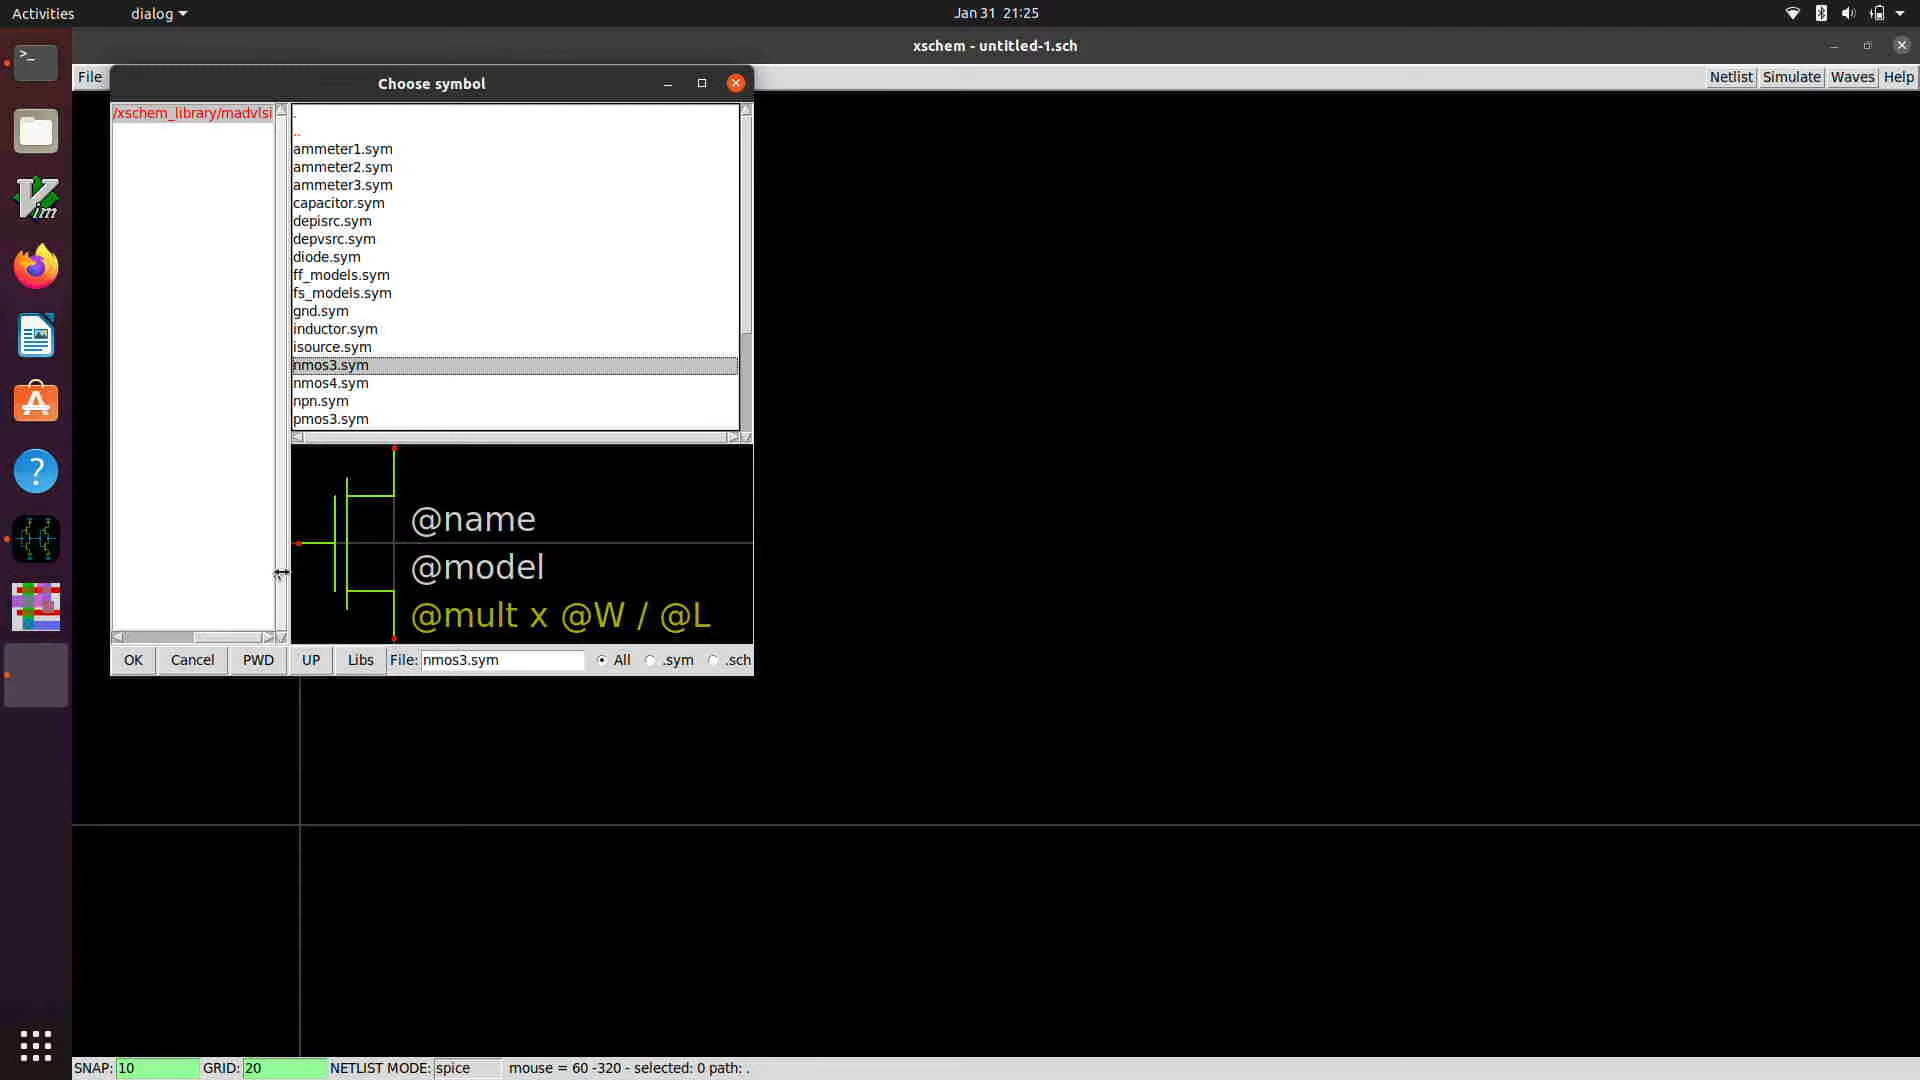 Activities
dialog
Jan 31 21:25
xschem - untitled-1.sch
File
Netlist
Simulate
Waves
Help
Choose symbol
/xschem_library/madvlsi
.
..
ammeter1.sym
ammeter2.sym
ammeter3.sym
capacitor.sym
depisrc.sym
depvsrc.sym
diode.sym
ff_models.sym
fs_models.sym
gnd.sym
inductor.sym
isource.sym
nmos3.sym
nmos4.sym
npn.sym
pmos3.sym
@name
@model
@mult x @W / @L
OK
Cancel
PWD
UP
Libs
File: nmos3.sym
All
.sym
.sch
SNAP: 10 GRID: 20 NETLIST MODE: spice mouse = 60 -320 - selected: 0 path: .
>_
Vim
?